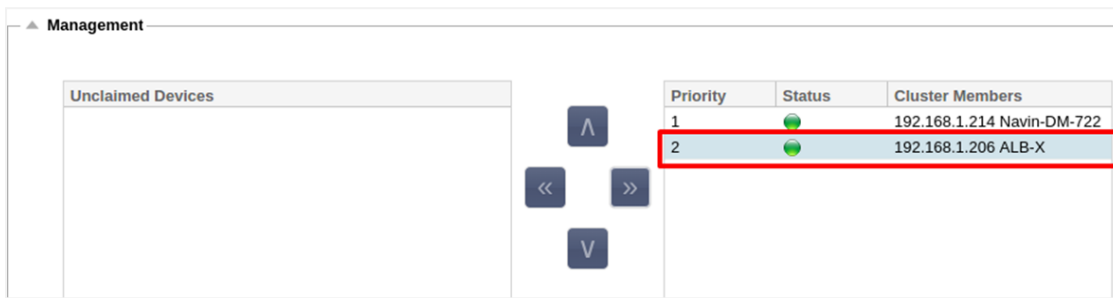 Management
Unclaimed Devices
Priority Status Cluster Members
1 192.168.1.214 Navin-DM-722
2 192.168.1.206 ALB-X